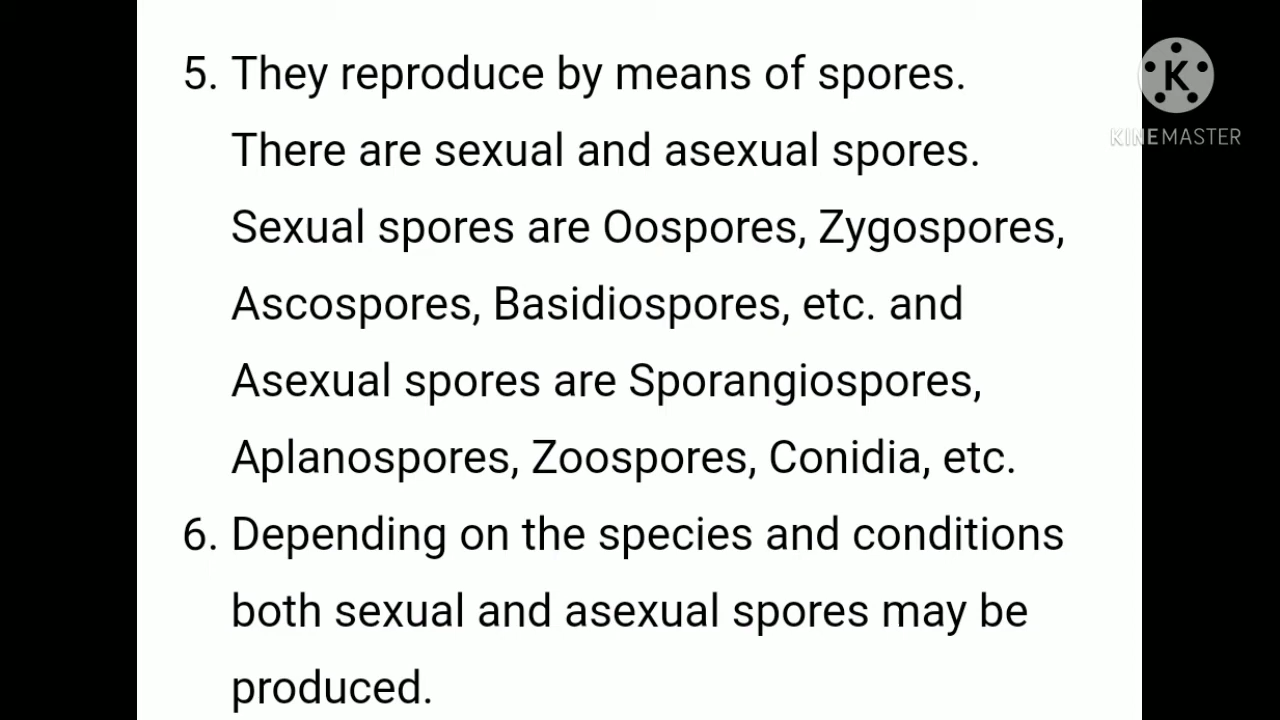 5. They reproduce by means of spores.
There are sexual and asexual spores.
Sexual spores are Oospores, Zygospores,
Ascospores, Basidiospores, etc. and
Asexual spores are Sporangiospores,
Aplanospores, Zoospores, Conidia, etc.
6. Depending on the species and conditions
both sexual and asexual spores may be
produced.
K
KINEMASTER